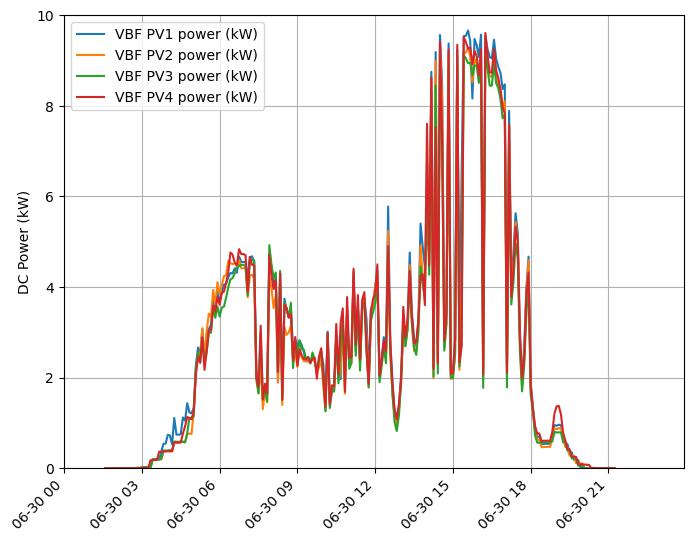 10
8
6
4
2
0
DC Power (kW)
VBF PV1 power (kW)
VBF PV2 power (kW)
VBF PV3 power (kW)
VBF PV4 power (kW)
06-30 00
06-30 03
06-30 06
06-30 09
06-30 12
06-30 15
06-30 18
06-30 21